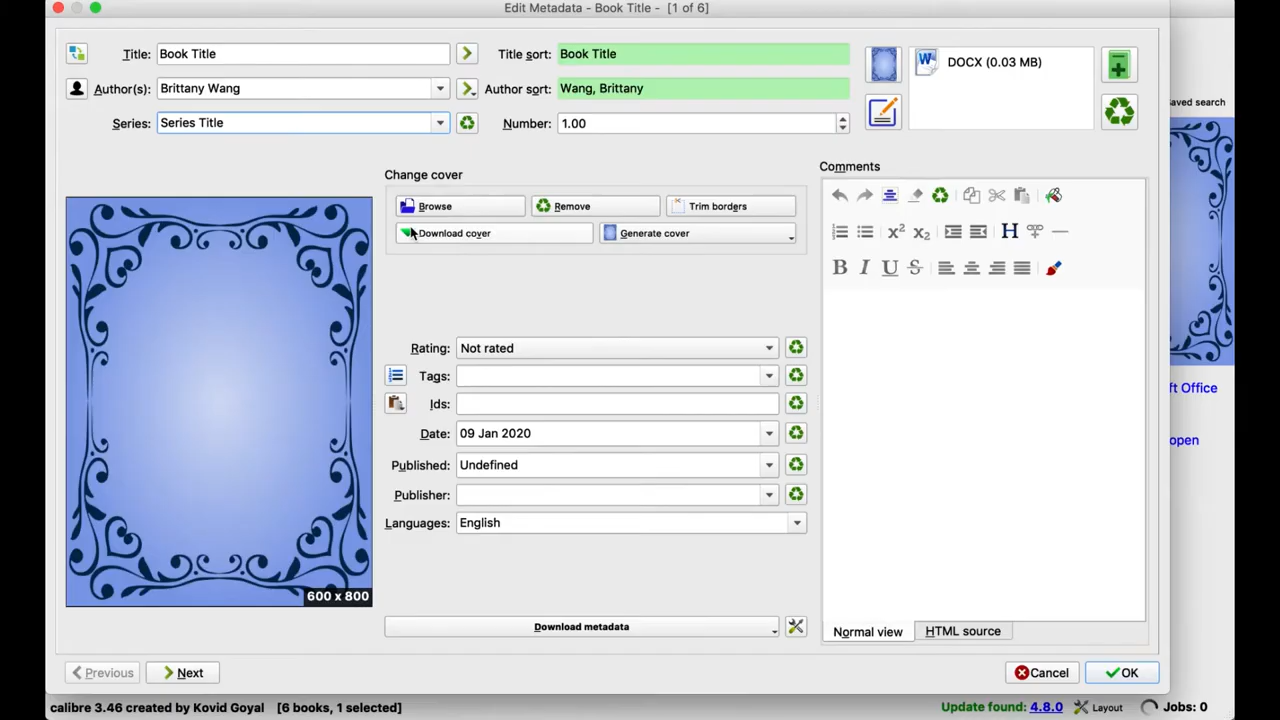 Edit Metadata - Book Title - [1 of 6]
Title: Book Title
Title sort: Book Title
DOCX (0.03 MB)
Author(s): Brittany Wang
Author sort: Wang, Brittany
Series: Series Title
Number: 1.00
aved search
Change cover
Comments
Browse Remove Trim borders
Download cover Generate cover
H
B I U S
Rating: Not rated
Tags:
Ids:
ft Office
Date: 09 Jan 2020
open
Published: Undefined
Publisher:
Languages: English
600 x 800
Download metadata
Normal view HTML source
Previous Next Cancel OK
calibre 3.46 created by Kovid Goyal [6 books, 1 selected] Update found: 4.8.0 Layout Jobs: 0